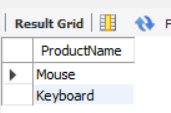 Result Grid F
ProductName
Mouse
Keyboard